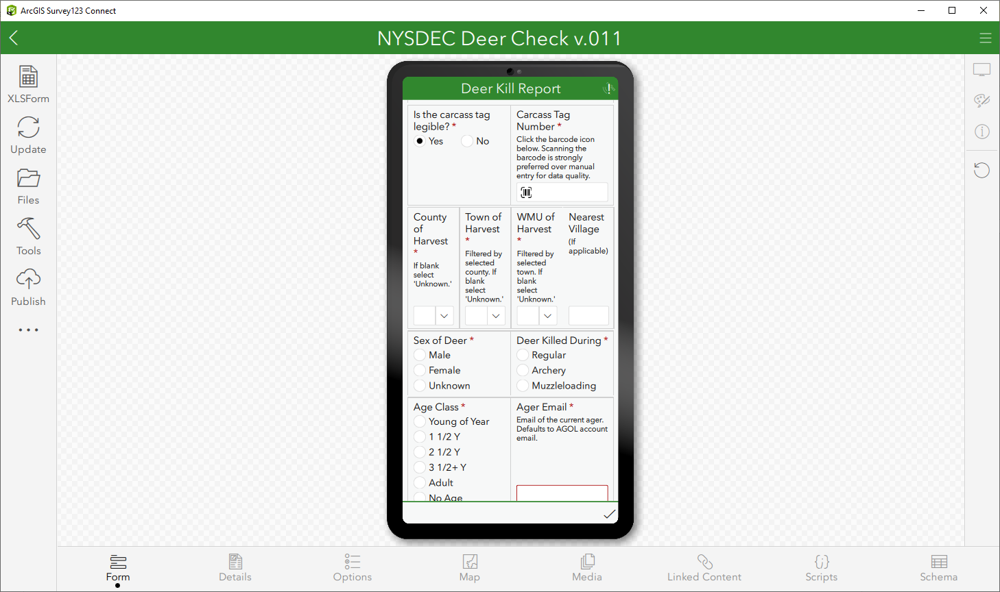 ArcGIS Survey123 Connect
NYSDEC Deer Check v.011
XLSForm
Update
Files
Tools
Publish
Deer Kill Report
Is the carcass tag
legible? *
Yes
No
Carcass Tag
Number *
Click the barcode icon
below. Scanning the
barcode is strongly
preferred over manual
entry for data quality.
County
of
Harvest
*
If blank
select
'Unknown.'
Town of
Harvest
*
Filtered by
selected
county. If
blank
select
'Unknown.'
WMU of
Harvest
*
Filtered by
selected
town. If
blank
select
'Unknown.'
Nearest
Village
(If
applicable)
Sex of Deer *
Male
Female
Unknown
Deer Killed During *
Regular
Archery
Muzzleloading
Age Class *
Young of Year
1 1/2 Y
2 1/2 Y
3 1/2+ Y
Adult
No Age
Ager Email *
Email of the current ager.
Defaults to AGOL account
email.
Form
Details
Options
Map
Media
Linked Content
Scripts
Schema